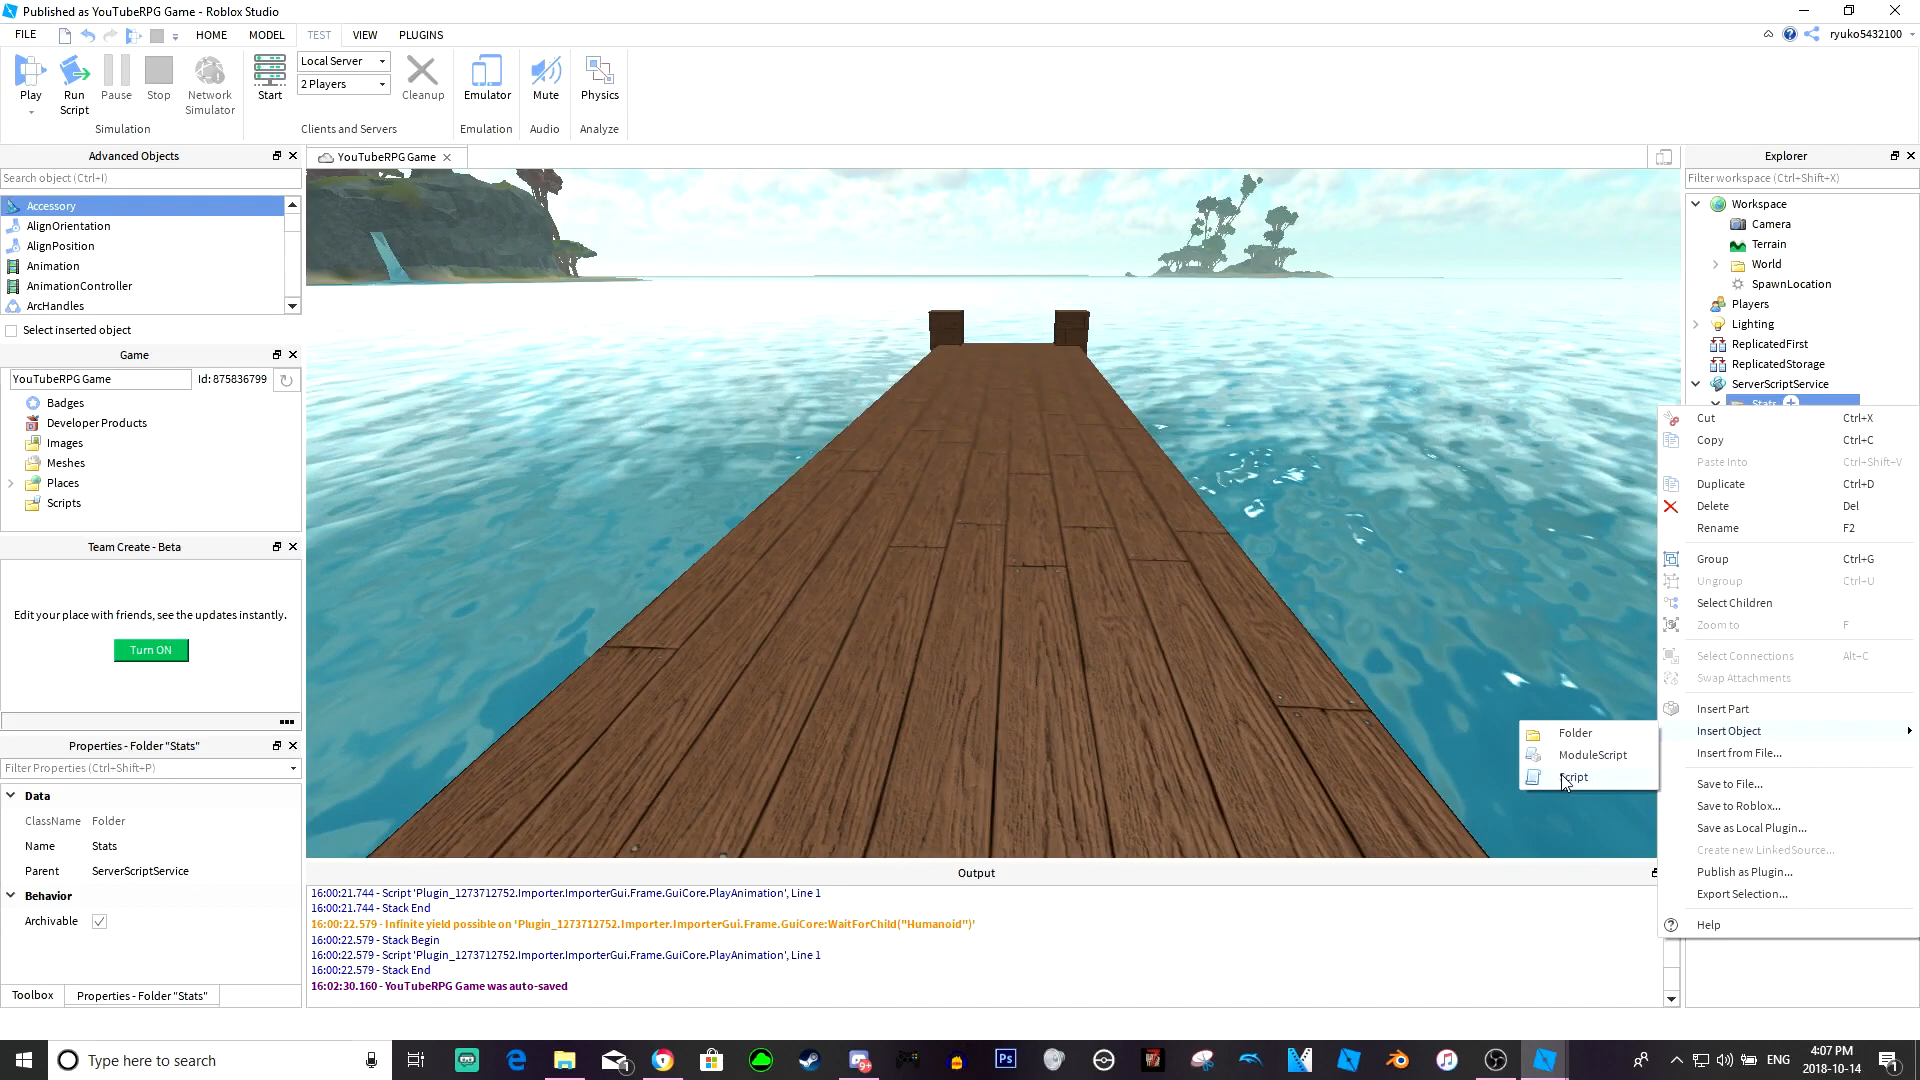 Published as YouTubeRPG Game - Roblox Studio
FILE HOME MODEL TEST VIEW PLUGINS ryuko5432100
Play
Run Script
Pause
Stop
Network Simulator
Simulation
Start
Local Server
2 Players
Cleanup
Clients and Servers
Emulator
Emulation
Mute
Audio
Physics
Analyze
Advanced Objects
Search object (Ctrl+I)
Accessory
AlignOrientation
AlignPosition
Animation
AnimationController
ArcHandles
Select inserted object
Game
YouTubeRPG Game Id: 875836799
Badges
Developer Products
Images
Meshes
Places
Scripts
Team Create - Beta
Edit your place with friends, see the updates instantly.
Turn ON
Properties - Folder "Stats"
Filter Properties (Ctrl+Shift+P)
Data
ClassName Folder
Name Stats
Parent ServerScriptService
Behavior
Archivable
Toolbox Properties - Folder "Stats"
YouTubeRPG Game
Output
16:00:21.744 - Script 'Plugin_1273712752.Importer.ImporterGui.Frame.GuiCore.PlayAnimation', Line 1
16:00:21.744 - Stack End
16:00:22.579 - Infinite yield possible on 'Plugin_1273712752.Importer.ImporterGui.Frame.GuiCore:WaitForChild("Humanoid")'
16:00:22.579 - Stack Begin
16:00:22.579 - Script 'Plugin_1273712752.Importer.ImporterGui.Frame.GuiCore.PlayAnimation', Line 1
16:00:22.579 - Stack End
16:02:30.160 - YouTubeRPG Game was auto-saved
Explorer
Filter workspace (Ctrl+Shift+X)
Workspace
Camera
Terrain
World
SpawnLocation
Players
Lighting
ReplicatedFirst
ReplicatedStorage
ServerScriptService
Stats
Cut Ctrl+X
Copy Ctrl+C
Paste Into Ctrl+Shift+V
Duplicate Ctrl+D
Delete Del
Rename F2
Group Ctrl+G
Ungroup Ctrl+U
Select Children
Zoom to F
Select Connections Alt+C
Swap Attachments
Insert Part
Insert Object
Insert from File...
Save to File...
Save to Roblox...
Save as Local Plugin...
Create new LinkedSource...
Publish as Plugin...
Export Selection...
Help
Folder
ModuleScript
Script
Type here to search
1
Ps
9+
ENG
4:07 PM
2018-10-14
1